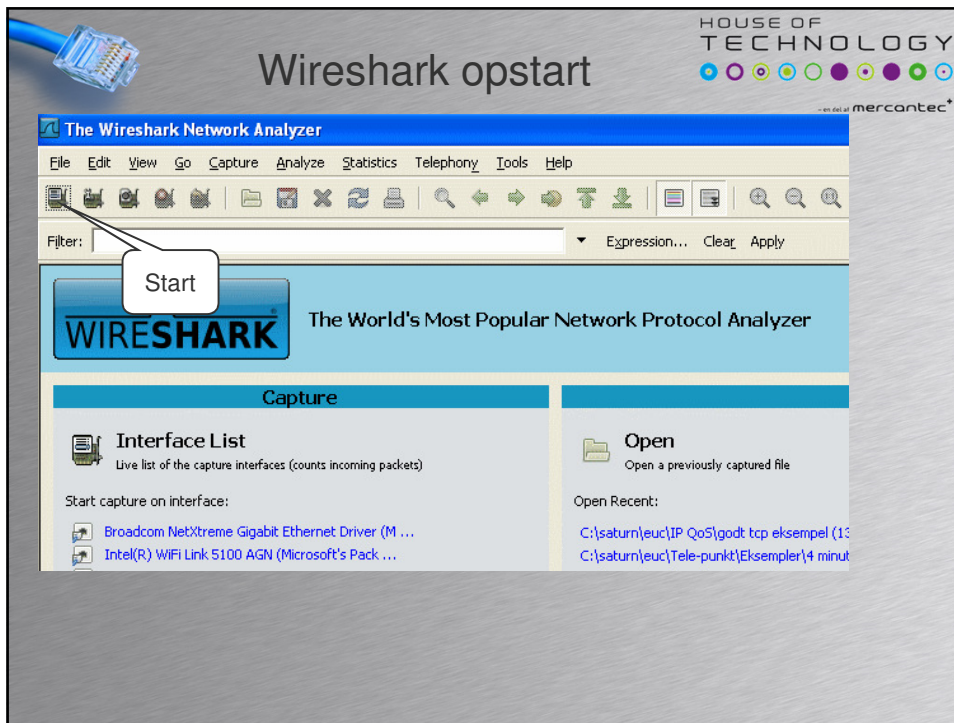 HOUSE OF
TECHNOLOGY
Wireshark opstart
- en del af mercantec+
The Wireshark Network Analyzer
File Edit View Go Capture Analyze Statistics Telephony Tools Help
Filter: Expression... Clear Apply
Start
WIRESHARK ® The World's Most Popular Network Protocol Analyzer
Capture
Interface List
Live list of the capture interfaces (counts incoming packets)
Open
Open a previously captured file
Start capture on interface:
Open Recent:
Broadcom NetXtreme Gigabit Ethernet Driver (M ...
C:\saturn\euc\IP QoS\godt tcp eksempel (13
Intel(R) WiFi Link 5100 AGN (Microsoft's Pack ...
C:\saturn\euc\Tele-punkt\Eksempler\4 minut